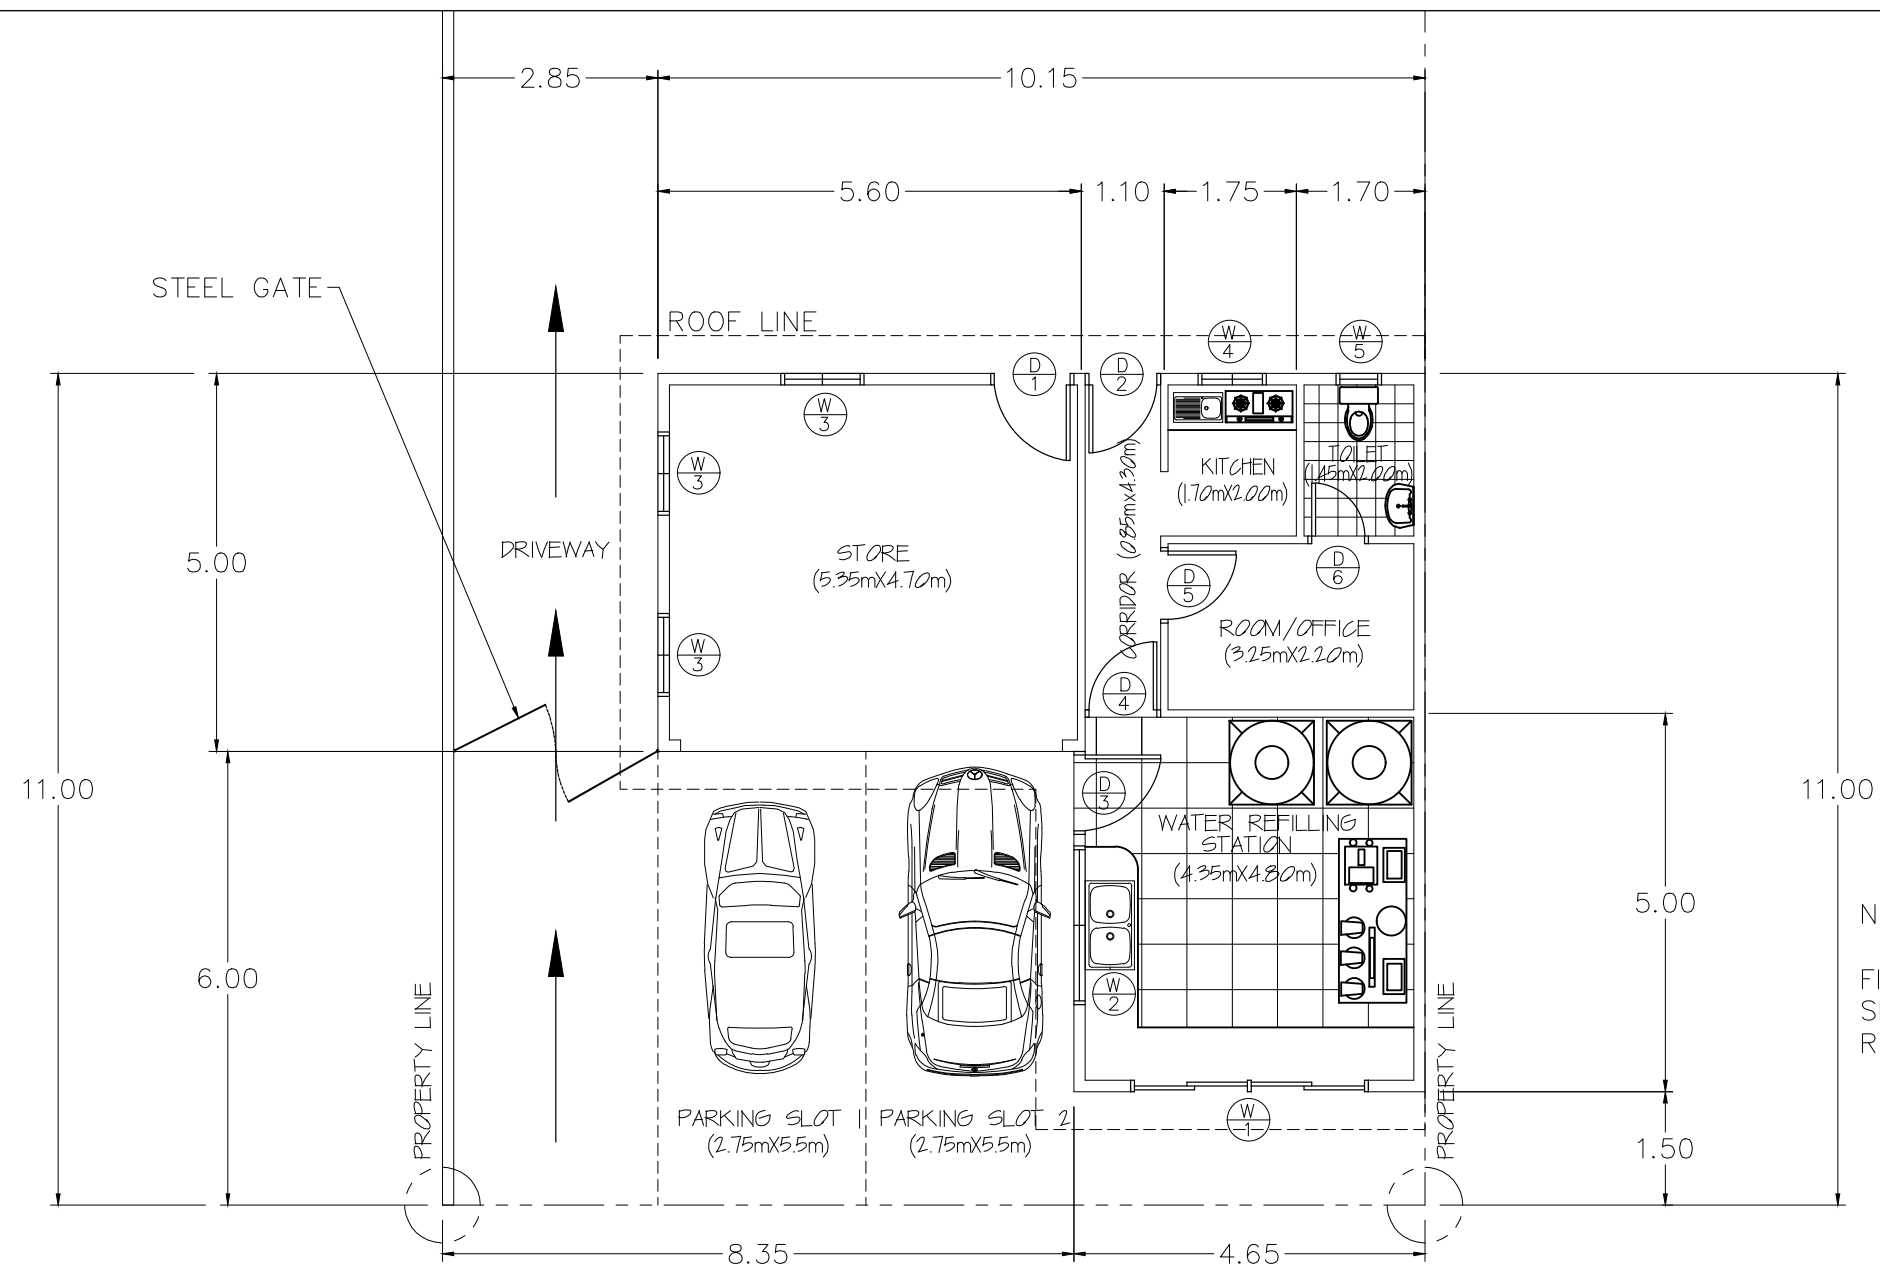 2.85
10.15
5.60
1.10
1.75
1.70
STEEL GATE
ROOF LINE
W
4
W
5
D
1
D
2
W
3
W
3
KITCHEN
(1.70mX2.00m)
TOILET
(1.45mX2.00m)
CORRIDOR (0.85mx4.30m)
DRIVEWAY
STORE
(5.35mX4.70m)
5.00
D
5
D
6
ROOM/OFFICE
(3.25mX2.20m)
W
3
D
4
11.00
11.00
D
3
WATER REFILLING
STATION
(4.35mX4.80m)
5.00
N
6.00
W
2
FI
R
PROPERTY LINE
PROPERTY LINE
PARKING SLOT 1
(2.75mX5.5m)
PARKING SLOT 2
(2.75mX5.5m)
W
1
1.50
8.35
4.65